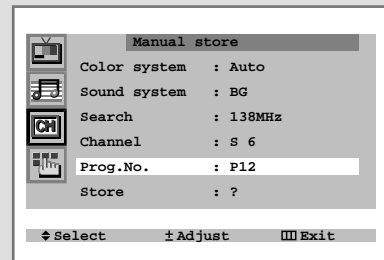 Manual store
Color system : Auto
Sound system : BG
Search : 138MHz
CH
Channel : S 6
Prog.No. : P12
Store : ?
Select ± Adjust Exit